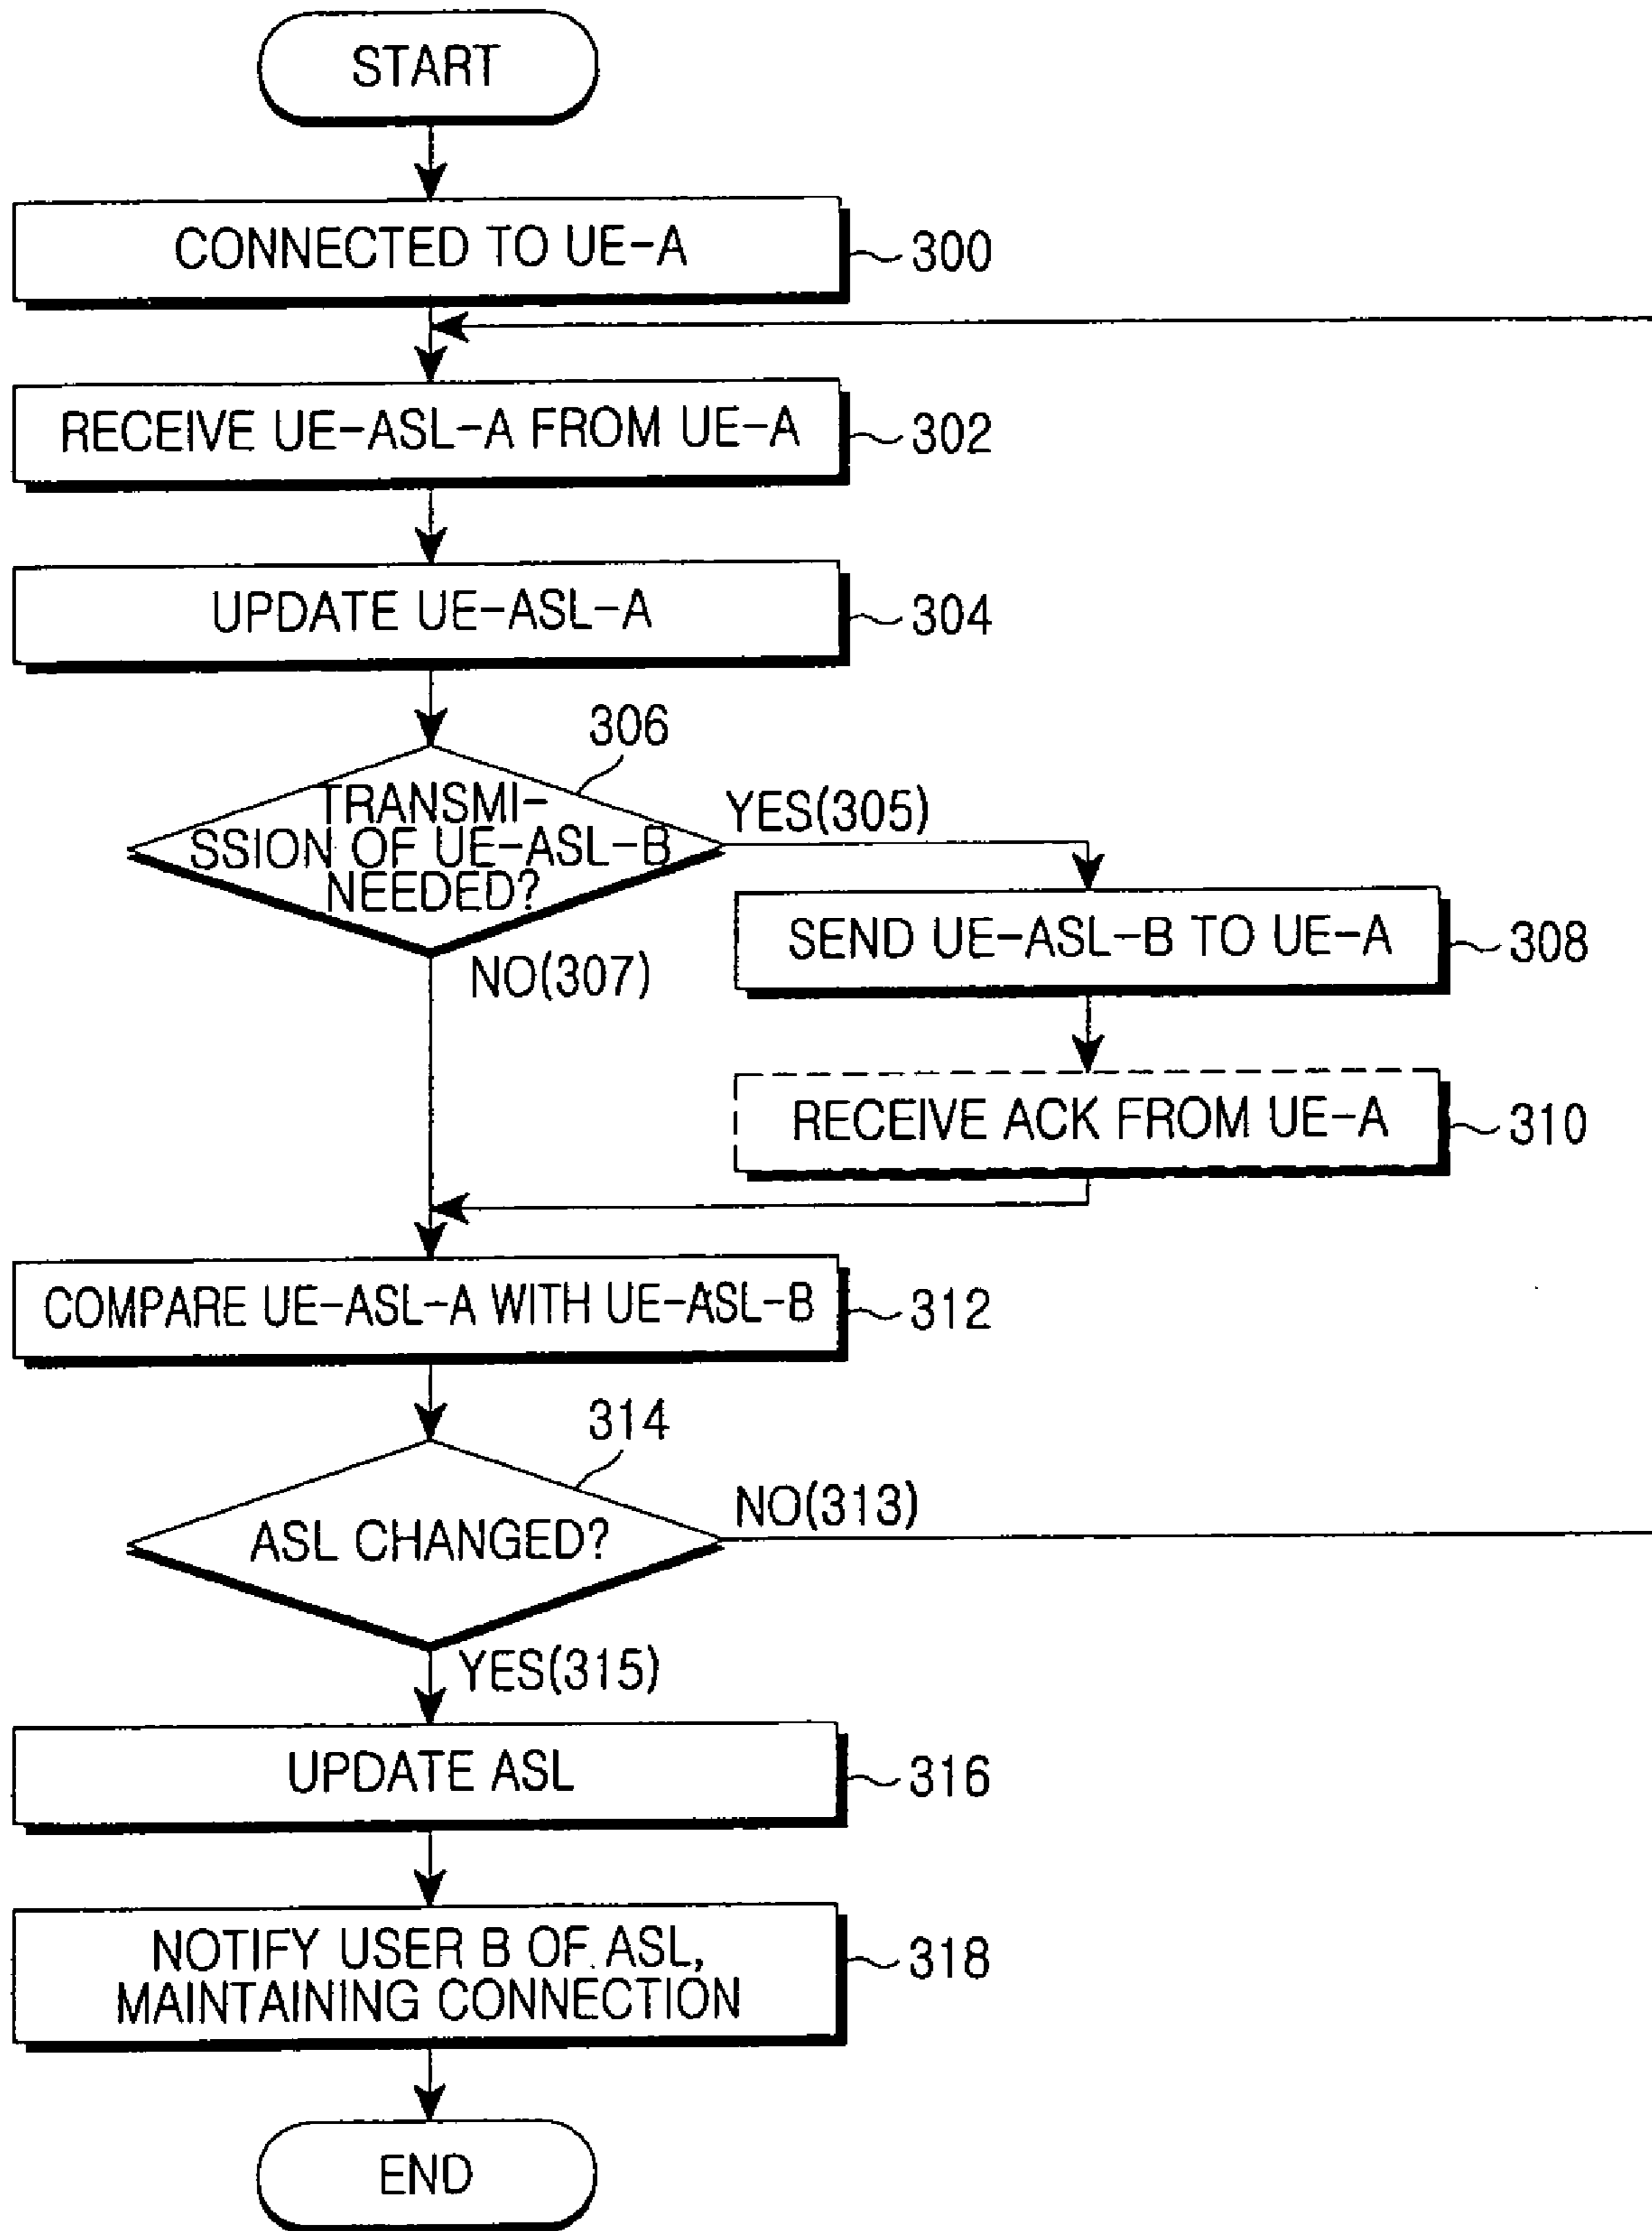 START
CONNECTED TO UE-A
300
RECEIVE UE-ASL-A FROM UE-A
302
UPDATE UE-ASL-A
304
306
TRANSMI-
SSION OF UE-ASL-B
NEEDED?
YES(305)
NO(307)
SEND UE-ASL-B TO UE-A
308
RECEIVE ACK FROM UE-A
310
COMPARE UE-ASL-A WITH UE-ASL-B
312
314
ASL CHANGED?
NO(313)
YES(315)
UPDATE ASL
316
NOTIFY USER B OF ASL,
MAINTAINING CONNECTION
318
END